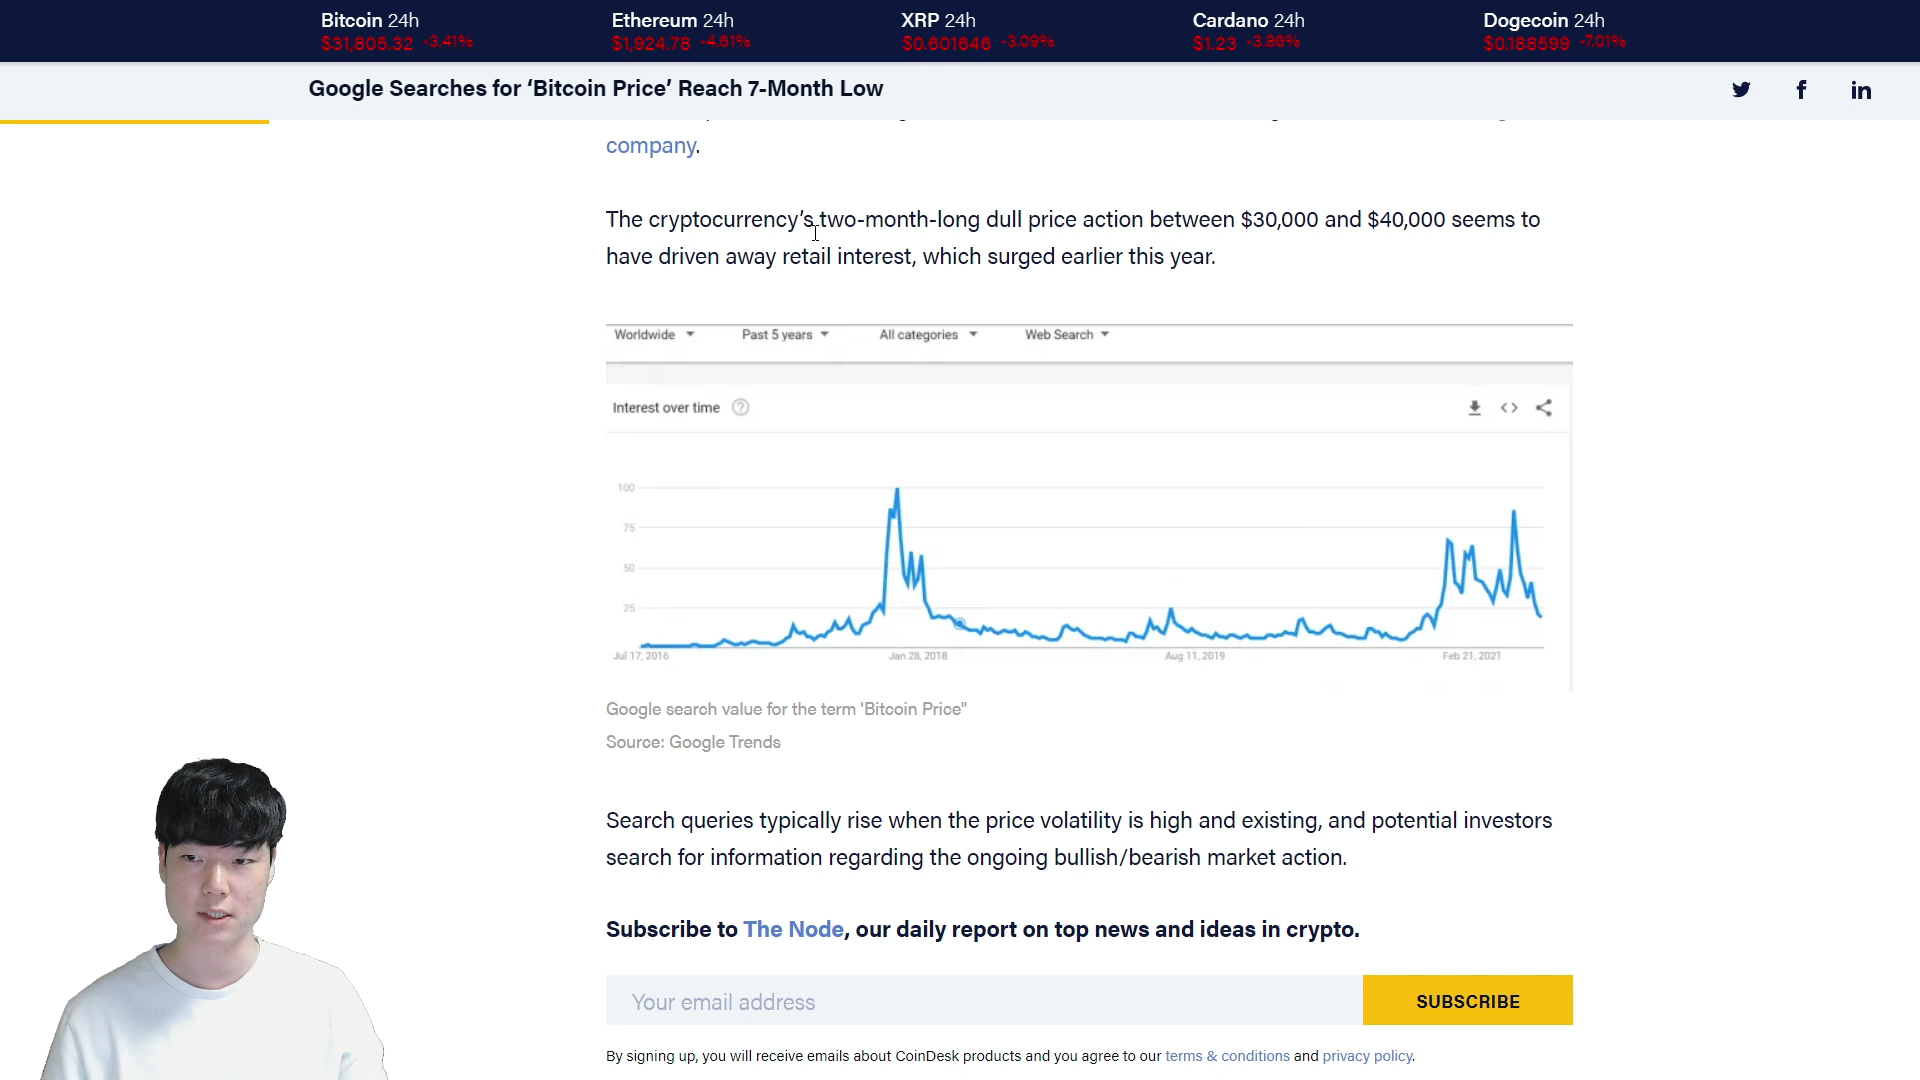 Bitcoin 24h
$31,805.32 -3.41%
Ethereum 24h
$1,924.78 -4.61%
XRP 24h
$0.601646 -3.09%
Cardano 24h
$1.23 -3.86%
Dogecoin 24h
$0.188599 -7.01%
Google Searches for ‘Bitcoin Price’ Reach 7-Month Low
company.
The cryptocurrency’s two-month-long dull price action between $30,000 and $40,000 seems to
have driven away retail interest, which surged earlier this year.
Worldwide Past 5 years All categories Web Search
Interest over time
100
75
50
25
Jul 17, 2016 Jan 28, 2018 Aug 11, 2019 Feb 21, 2021
Google search value for the term 'Bitcoin Price"
Source: Google Trends
Search queries typically rise when the price volatility is high and existing, and potential investors
search for information regarding the ongoing bullish/bearish market action.
Subscribe to The Node, our daily report on top news and ideas in crypto.
Your email address
SUBSCRIBE
By signing up, you will receive emails about CoinDesk products and you agree to our terms & conditions and privacy policy.